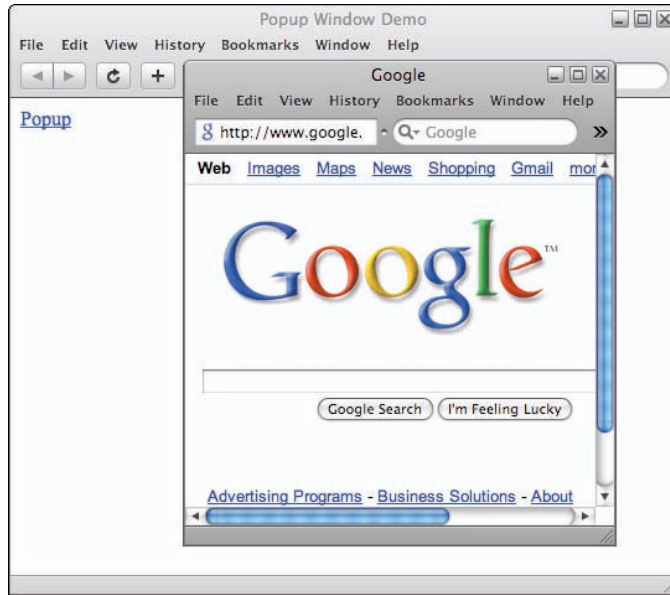 Popup Window Demo
File Edit View History Bookmarks Window Help
Popup
Google
File Edit View History Bookmarks Window Help
http://www.google. Google
Web Images Maps News Shopping Gmail mor
Google™
Google Search I'm Feeling Lucky
Advertising Programs - Business Solutions - About